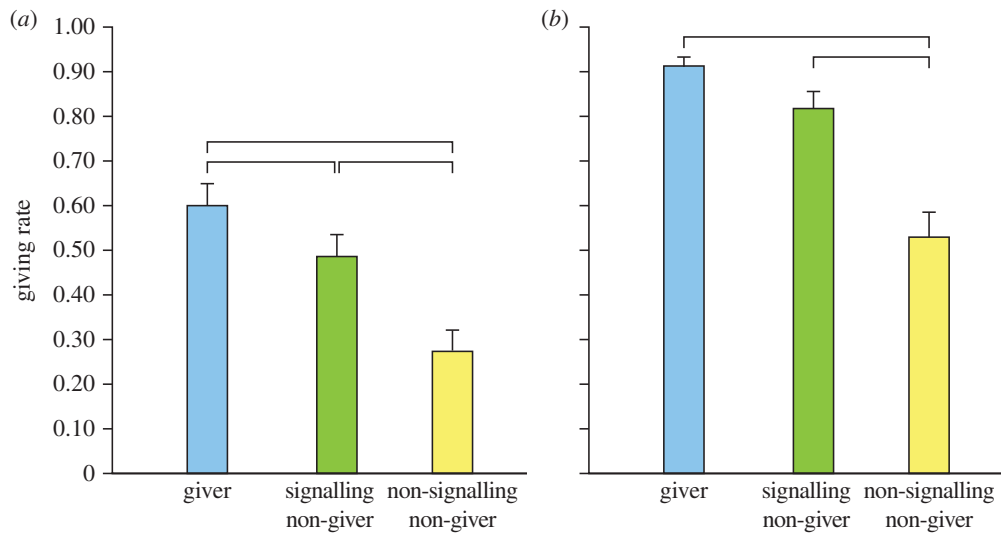 (a)
(b)
1.00
0.90
0.80
0.70
0.60
0.50
0.40
0.30
0.20
0.10
0
giving rate
giver
signalling
non-giver
non-signalling
non-giver
giver
signalling
non-giver
non-signalling
non-giver